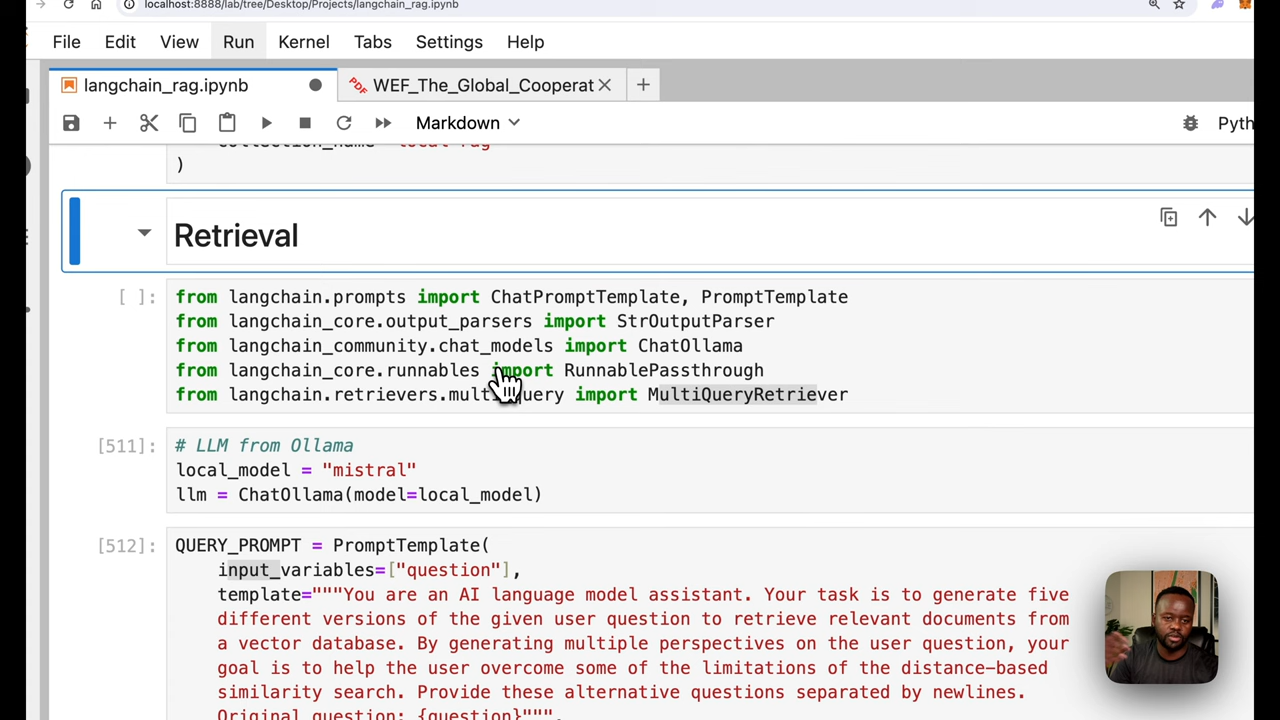 localhost:8888/lab/tree/Desktop/Projects/langchain_rag.ipynb
File Edit View Run Kernel Tabs Settings Help
langchain_rag.ipynb
WEF_The_Global_Cooperat
Markdown
Pyth
collection_name="local-rag"
)
Retrieval
[ ]:
from langchain.prompts import ChatPromptTemplate, PromptTemplate
from langchain_core.output_parsers import StrOutputParser
from langchain_community.chat_models import ChatOllama
from langchain_core.runnables import RunnablePassthrough
from langchain.retrievers.multi_query import MultiQueryRetriever
[511]:
# LLM from Ollama
local_model = "mistral"
llm = ChatOllama(model=local_model)
[512]:
QUERY_PROMPT = PromptTemplate(
input_variables=["question"],
template="""You are an AI language model assistant. Your task is to generate five
different versions of the given user question to retrieve relevant documents from
a vector database. By generating multiple perspectives on the user question, your
goal is to help the user overcome some of the limitations of the distance-based
similarity search. Provide these alternative questions separated by newlines.
Original question: {question}""",